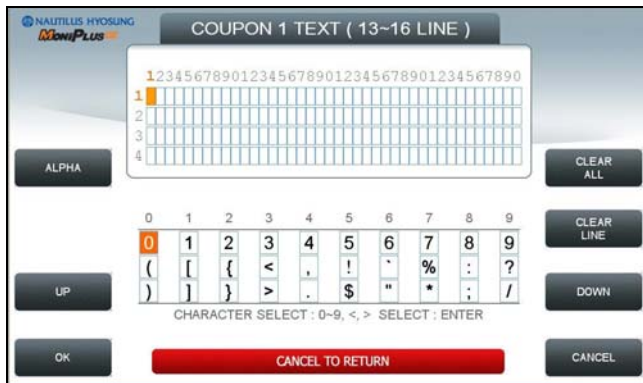 NAUTILUS HYOSUNG
MoniPlus
COUPON 1 TEXT ( 13~16 LINE )
1234567890123456789012345678901234567890
1
2
3
4
ALPHA
CLEAR ALL
0 1 2 3 4 5 6 7 8 9
CLEAR LINE
0 1 2 3 4 5 6 7 8 9
( [ { < , ! ` % : ?
) ] } > . $ " * ; /
UP
DOWN
CHARACTER SELECT : 0~9, <, > SELECT : ENTER
OK
CANCEL TO RETURN
CANCEL